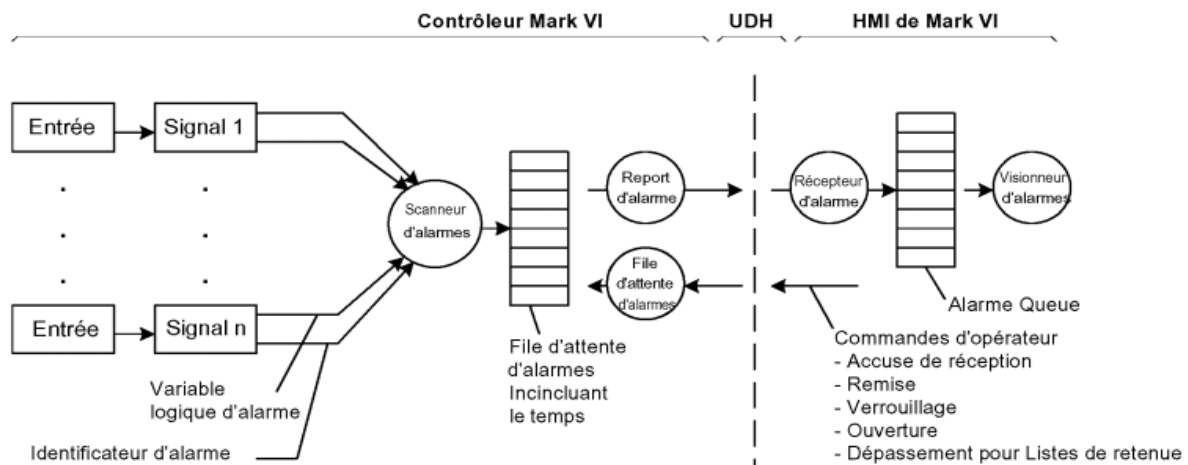 Contrôleur Mark VI
UDH
HMI de Mark VI
Entrée
Signal 1
Entrée
Signal n
Scanneur
d'alarmes
Report
d'alarme
File
d'attente
d'alarmes
Récepteur
d'alarme
Visionneur
d'alarmes
Variable
logique d'alarme
Identificateur d'alarme
File d'attente
d'alarmes
Incincluant
le temps
Alarme Queue
Commandes d'opérateur
- Accuse de réception
- Remise
- Verrouillage
- Ouverture
- Dépassement pour Listes de retenue